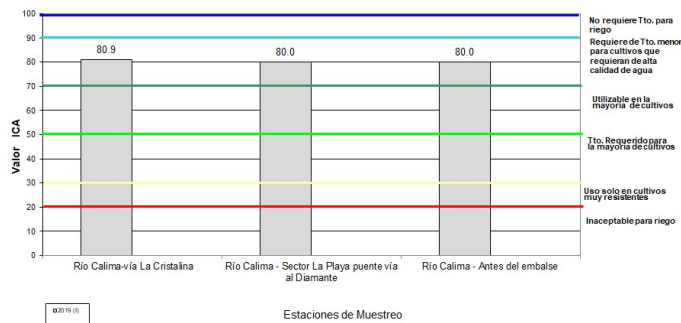 100
90
80
70
60
50
40
30
20
10
0
Valor ICA
80.9
80.0
80.0
No requiere Tto. para
riego
Requiere de Tto. menor
para cultivos que
requieran de alta
calidad de agua
Utilizable en la
mayoría de cultivos
Tto. Requerido para
la mayoría de cultivos
Uso solo en cultivos
muy resistentes
Inaceptable para riego
Río Calima-vía La Cristalina
Río Calima - Sector La Playa puente vía
al Diamante
Río Calima - Antes del embalse
2019 (I)
Estaciones de Muestreo